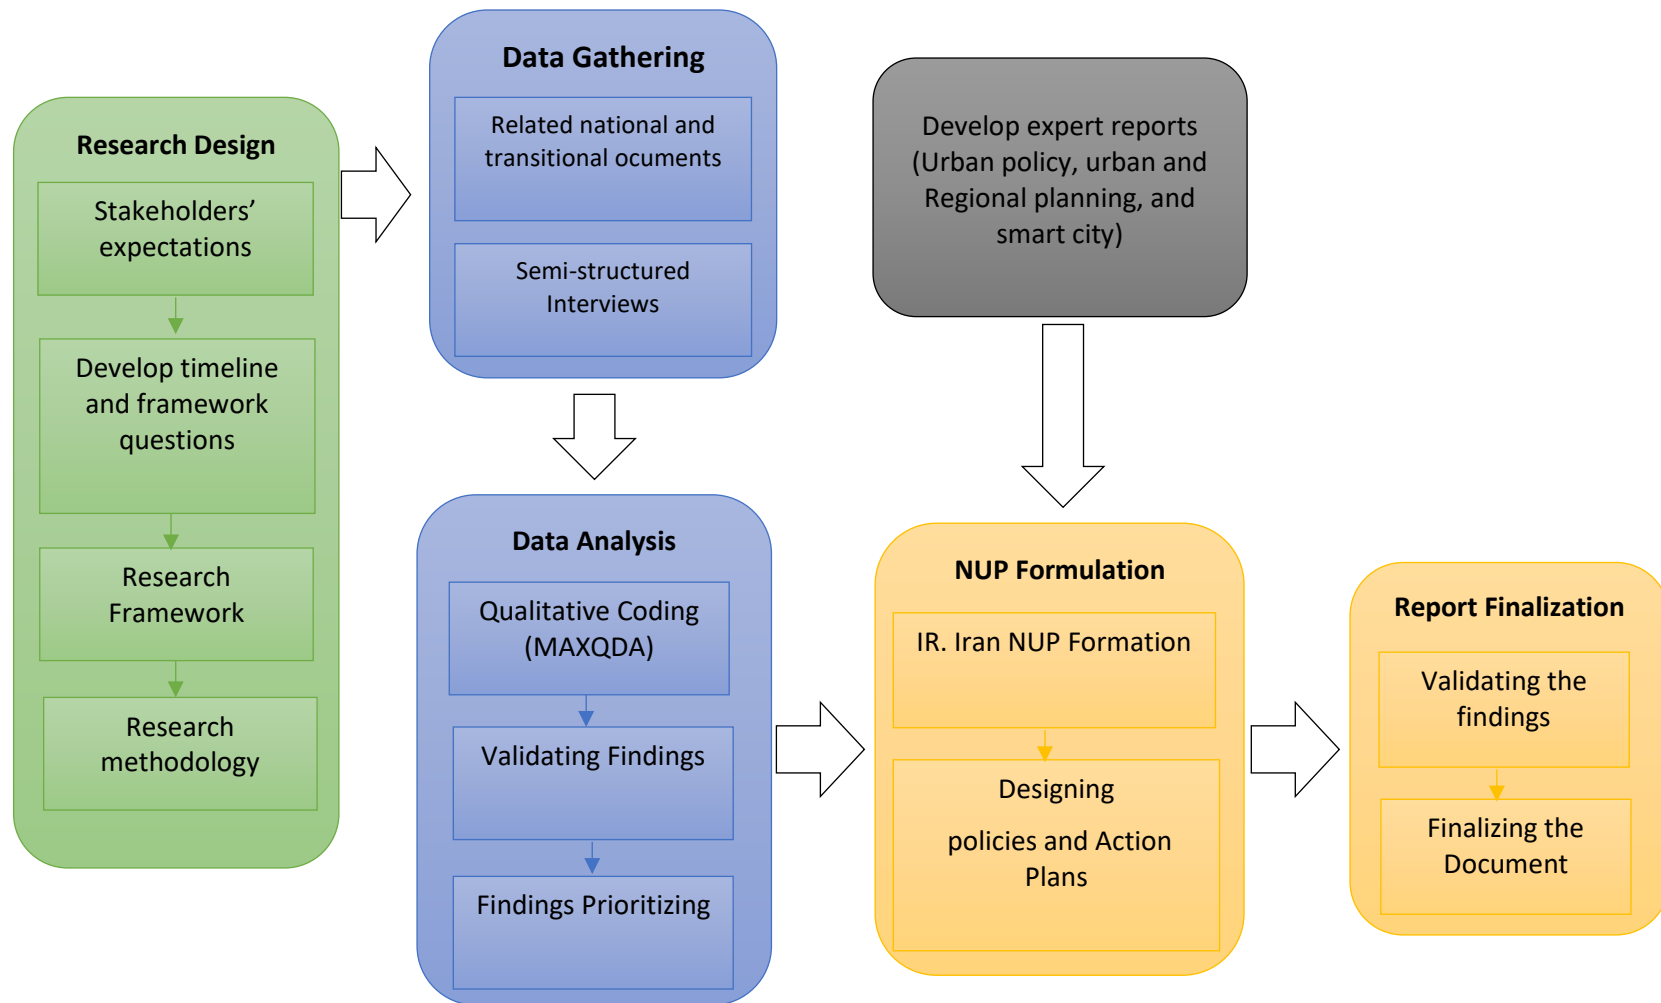 Research Design
Stakeholders’
expectations
Develop timeline
and framework
questions
Research
Framework
Research
methodology
Data Gathering
Related national and
transitional ocuments
Semi-structured
Interviews
Data Analysis
Qualitative Coding
(MAXQDA)
Validating Findings
Findings Prioritizing
Develop expert reports
(Urban policy, urban and
Regional planning, and
smart city)
NUP Formulation
IR. Iran NUP Formation
Designing
policies and Action
Plans
Report Finalization
Validating the
findings
Finalizing the
Document